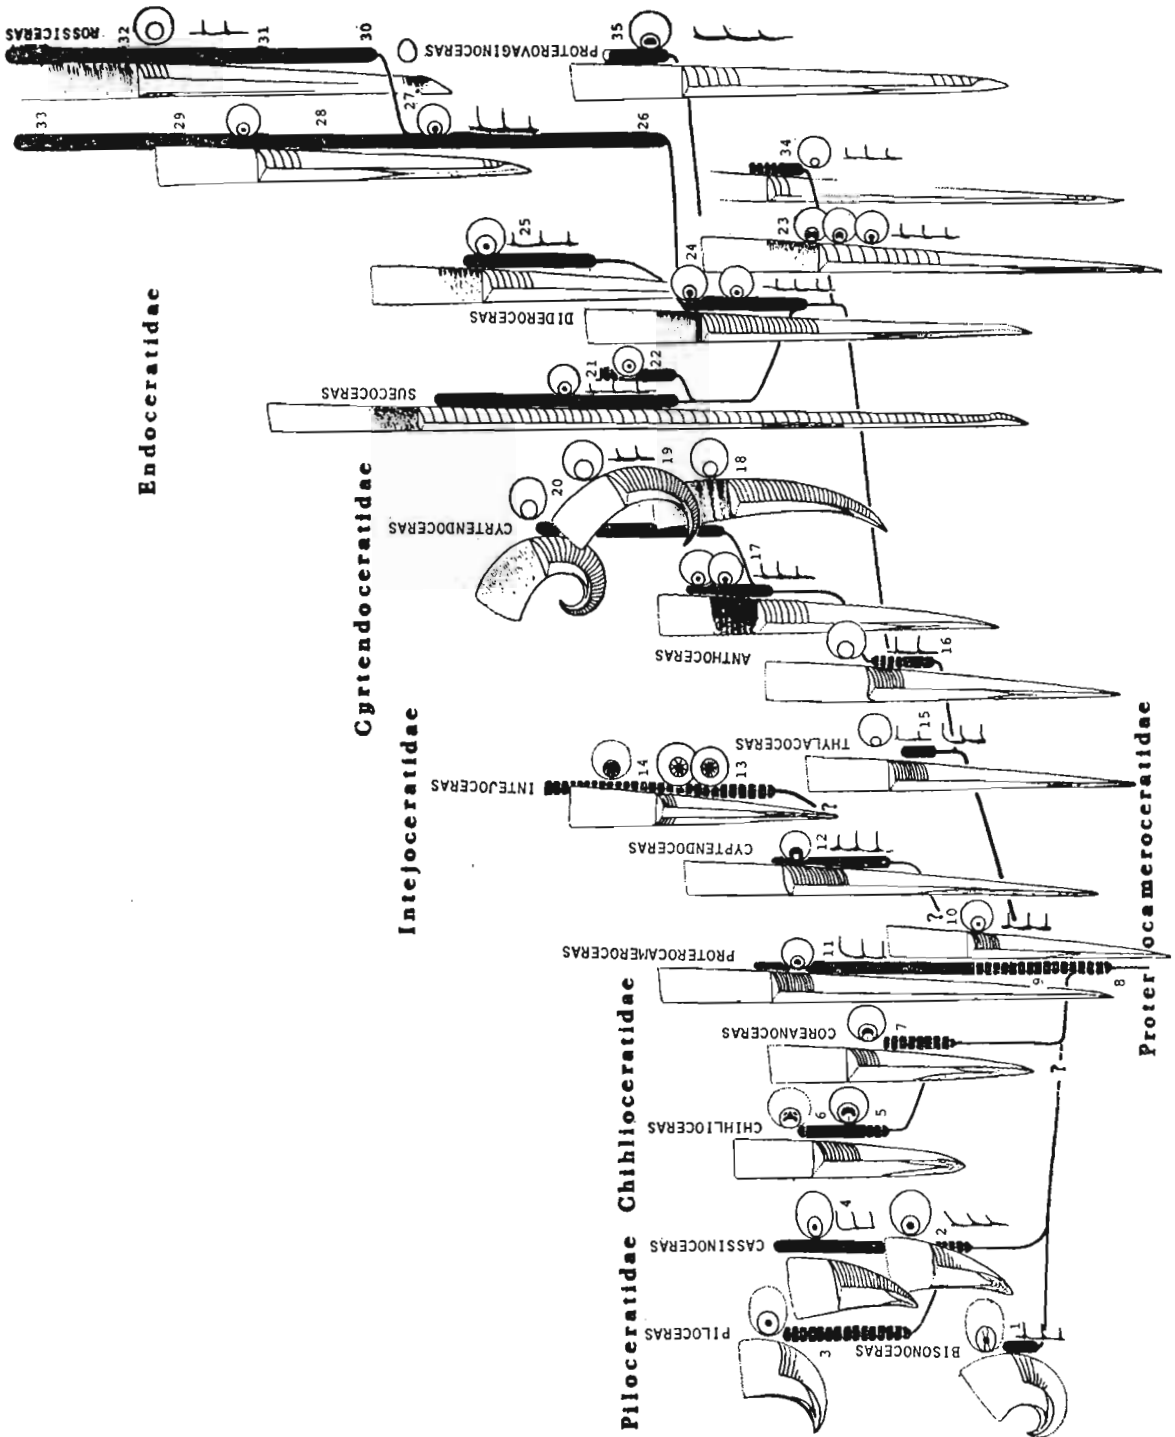 Endoceratidae
Cyrtendoceratidae
Intejoceratidae
Chihlioceratidae
Piloceratidae
Proterocameroceratidae
ROSSICERAS
PROTEROVAGINOCERAS
DIDEROCERAS
SUECOCERAS
CYRTENDOCERAS
ANTHOCERAS
THYLACOCERAS
INTEJOCERAS
CYPTENDOCERAS
PROTEROCAMEROCERAS
COREANOCERAS
CHIHLIOCERAS
CASSINOCERAS
PILOCERAS
BISONOCERAS
32
31
30
35
33
29
28
27
26
34
25
24
23
22
21
20
19
18
17
16
15
14
13
12
?
?
10
11
9
8
7
?
6
5
4
2
3
1